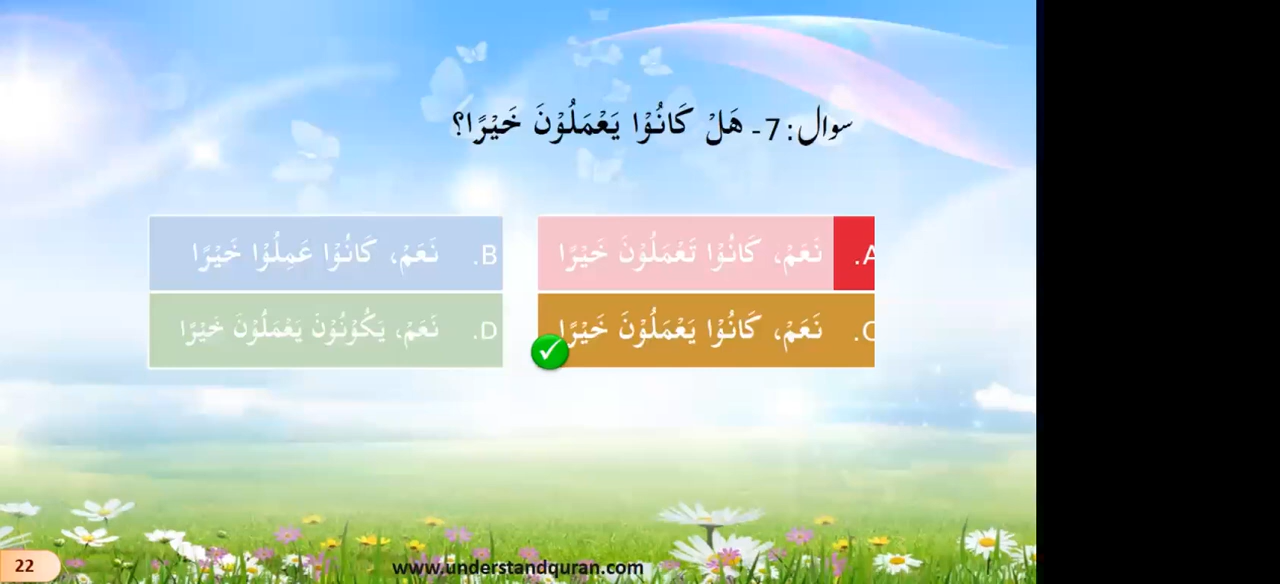 سوال: 7- هَلْ كَانُوْا يَعْمَلُوْنَ خَيْرًا؟
A. نَعَمْ، كَانُوْا تَعْمَلُوْنَ خَيْرًا
B. نَعَمْ، كَانُوْا عَمِلُوْا خَيْرًا
C. نَعَمْ، كَانُوْا يَعْمَلُوْنَ خَيْرًا
D. نَعَمْ، يَكُوْنُوْنَ يَعْمَلُوْنَ خَيْرًا
www.understandquran.com
22